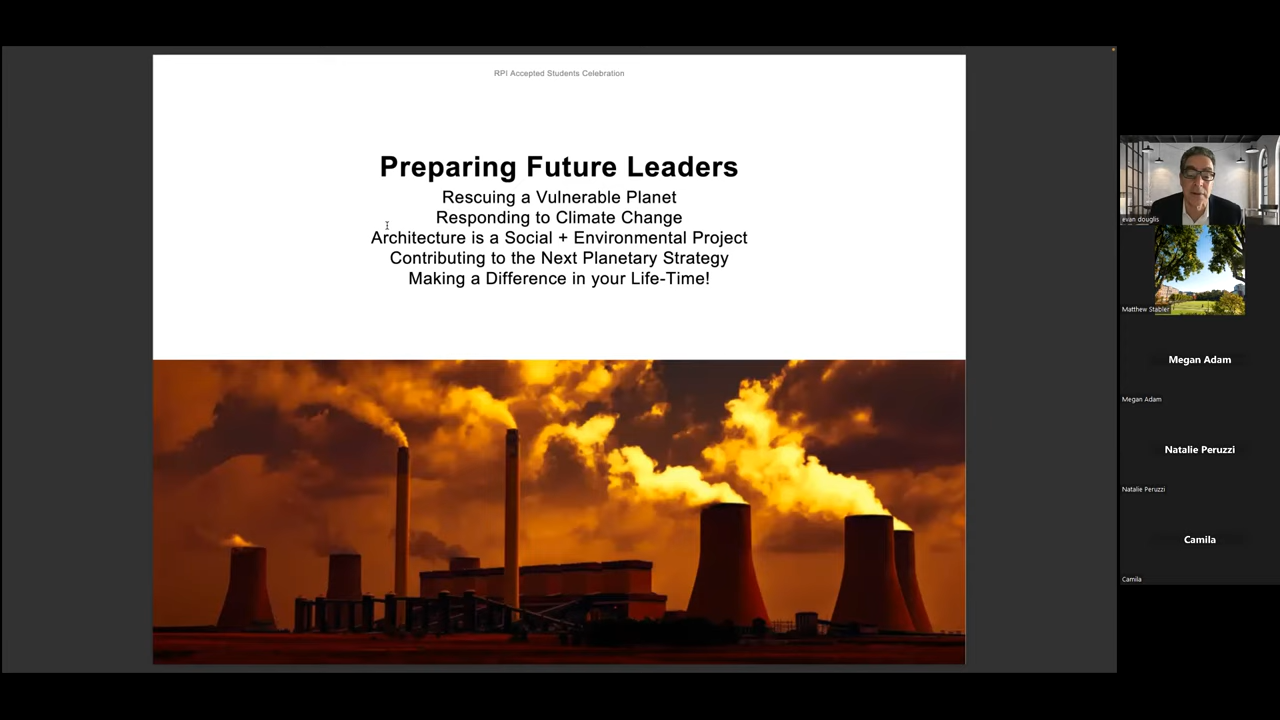 RPI Accepted Students Celebration
Preparing Future Leaders
Rescuing a Vulnerable Planet
Responding to Climate Change
Architecture is a Social + Environmental Project
Contributing to the Next Planetary Strategy
Making a Difference in your Life-Time!
evan douglis
Matthew Stabler
Megan Adam
Megan Adam
Natalie Peruzzi
Natalie Peruzzi
Camila
Camila